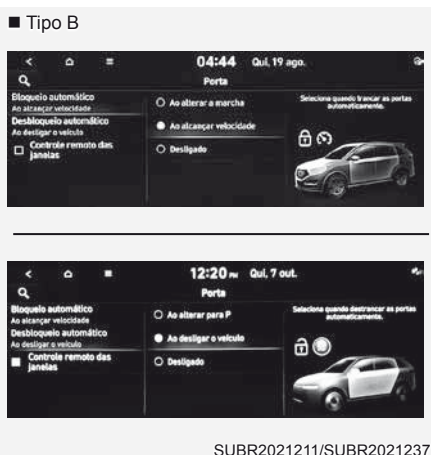 ■ Tipo B
04:44 Qui, 19 ago.
Porta
Bloqueio automático
Ao alcançar velocidade
Desbloqueio automático
Ao desligar o veículo
Controle remoto das
janelas
Ao alterar a marcha
Ao alcançar velocidade
Desligado
Selecione quando trancar as portas
automaticamente.
12:20 PM Qui, 7 out.
Porta
Bloqueio automático
Ao alcançar velocidade
Desbloqueio automático
Ao desligar o veículo
Controle remoto das
janelas
Ao alterar para P
Ao desligar o veículo
Desligado
Selecione quando destrancar as portas
automaticamente.
SUBR2021211/SUBR2021237